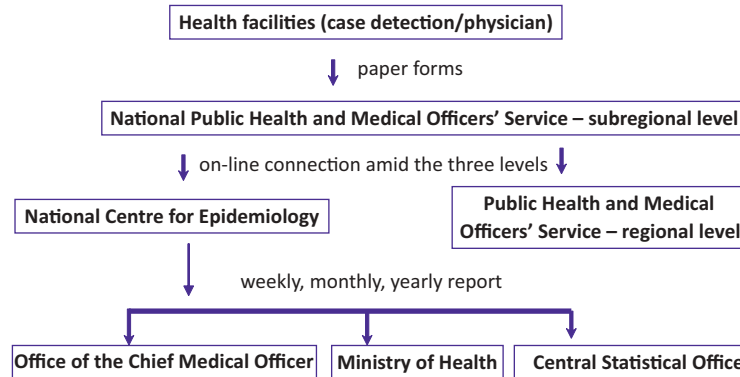 Health facilities (case detection/physician)
paper forms
National Public Health and Medical Officers' Service – subregional level
on-line connection amid the three levels
National Centre for Epidemiology
Public Health and Medical
Officers' Service – regional level
weekly, monthly, yearly report
Office of the Chief Medical Officer
Ministry of Health
Central Statistical Office